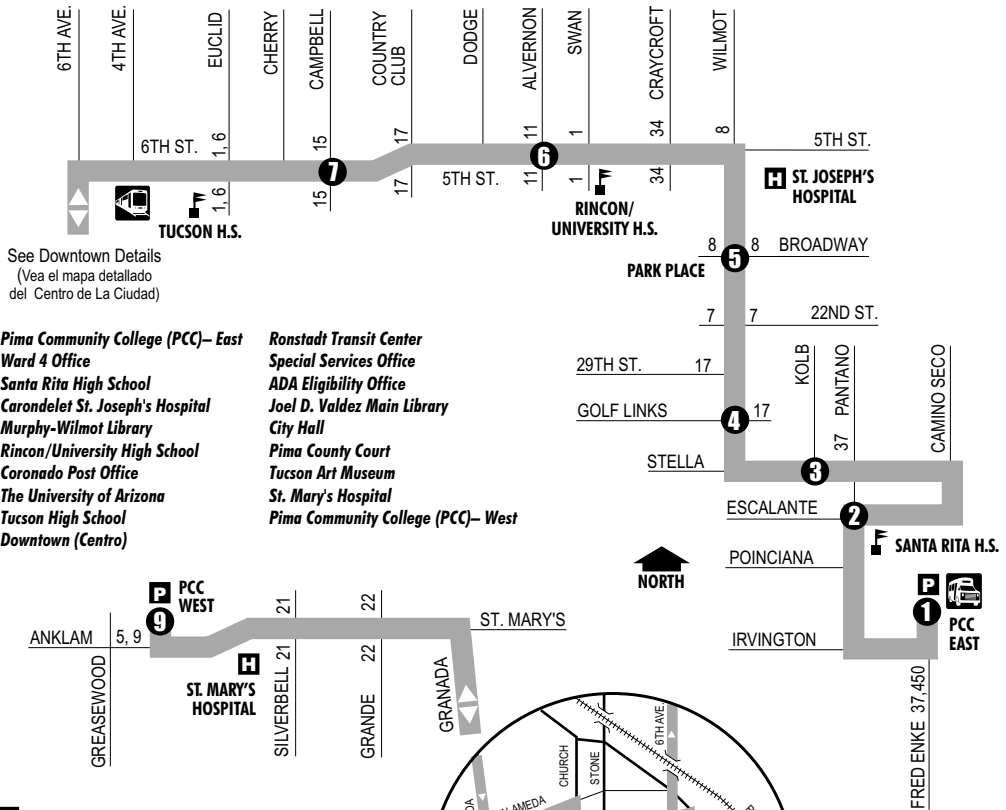 6TH AVE.
4TH AVE.
EUCLID
CHERRY
CAMPBELL
COUNTRY
CLUB
DODGE
ALVERNON
SWAN
CRAYCROFT
WILMOT
6TH ST.
1, 6
15
17
11
1
34
8
5TH ST.
7
6
5TH ST.
1, 6
15
17
11
1
34
H ST. JOSEPH'S
HOSPITAL
TUCSON H.S.
RINCON/
UNIVERSITY H.S.
See Downtown Details
(Vea el mapa detallado
del Centro de La Ciudad)
8 5 8 BROADWAY
PARK PLACE
7 7 22ND ST.
29TH ST. 17
GOLF LINKS 4 17
KOLB
PANTANO
37
CAMINO SECO
STELLA
3
ESCALANTE
2
SANTA RITA H.S.
POINCIANA
P
1
PCC
EAST
IRVINGTON
FRED ENKE 37,450
NORTH
Pima Community College (PCC)– East
Ward 4 Office
Santa Rita High School
Carondelet St. Joseph's Hospital
Murphy-Wilmot Library
Rincon/University High School
Coronado Post Office
The University of Arizona
Tucson High School
Downtown (Centro)
Ronstadt Transit Center
Special Services Office
ADA Eligibility Office
Joel D. Valdez Main Library
City Hall
Pima County Court
Tucson Art Museum
St. Mary's Hospital
Pima Community College (PCC)– West
P PCC
WEST
9
ANKLAM 5, 9
GREASEWOOD
H
ST. MARY'S
HOSPITAL
21
21
SILVERBELL
22
22
GRANDE
ST. MARY'S
GRANADA
CHURCH
STONE
6TH AVE.